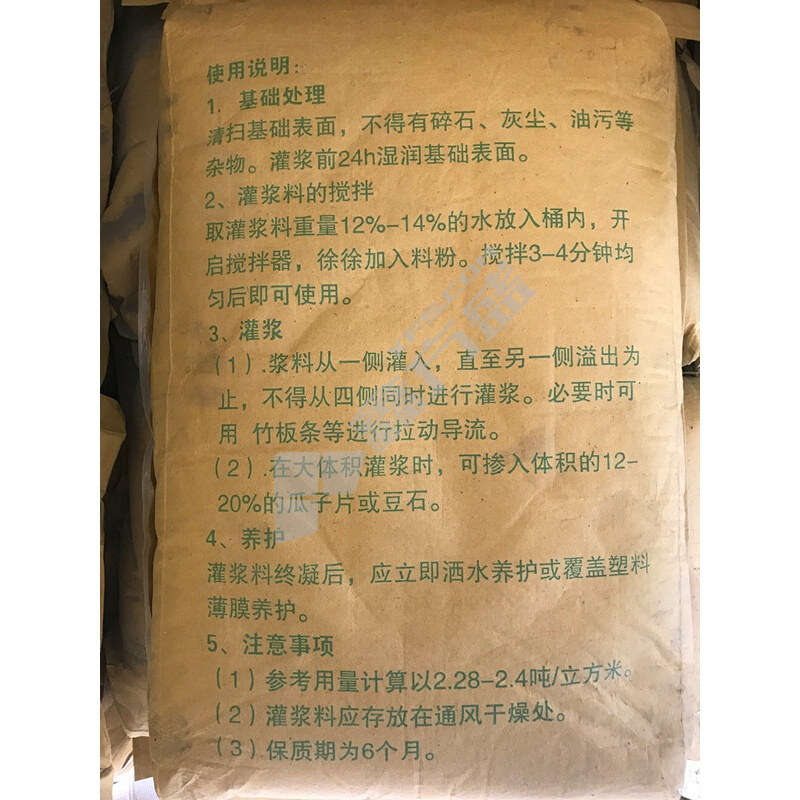 使用说明：
1. 基础处理
清扫基础表面，不得有碎石、灰尘、油污等
杂物。灌浆前24h湿润基础表面。
2、灌浆料的搅拌
取灌浆料重量12%-14%的水放入桶内，开
启搅拌器，徐徐加入料粉。搅拌3-4分钟均
匀后即可使用。
3、灌浆
（1）.浆料从一侧灌入，直至另一侧溢出为
止，不得从四侧同时进行灌浆。必要时可
用 竹板条等进行拉动导流。
（2）.在大体积灌浆时，可掺入体积的12-
20%的瓜子片或豆石。
4、养护
灌浆料终凝后，应立即洒水养护或覆盖塑料
薄膜养护。
5、注意事项
（1）参考用量计算以2.28-2.4吨/立方米。
（2）灌浆料应存放在通风干燥处。
（3）保质期为6个月。